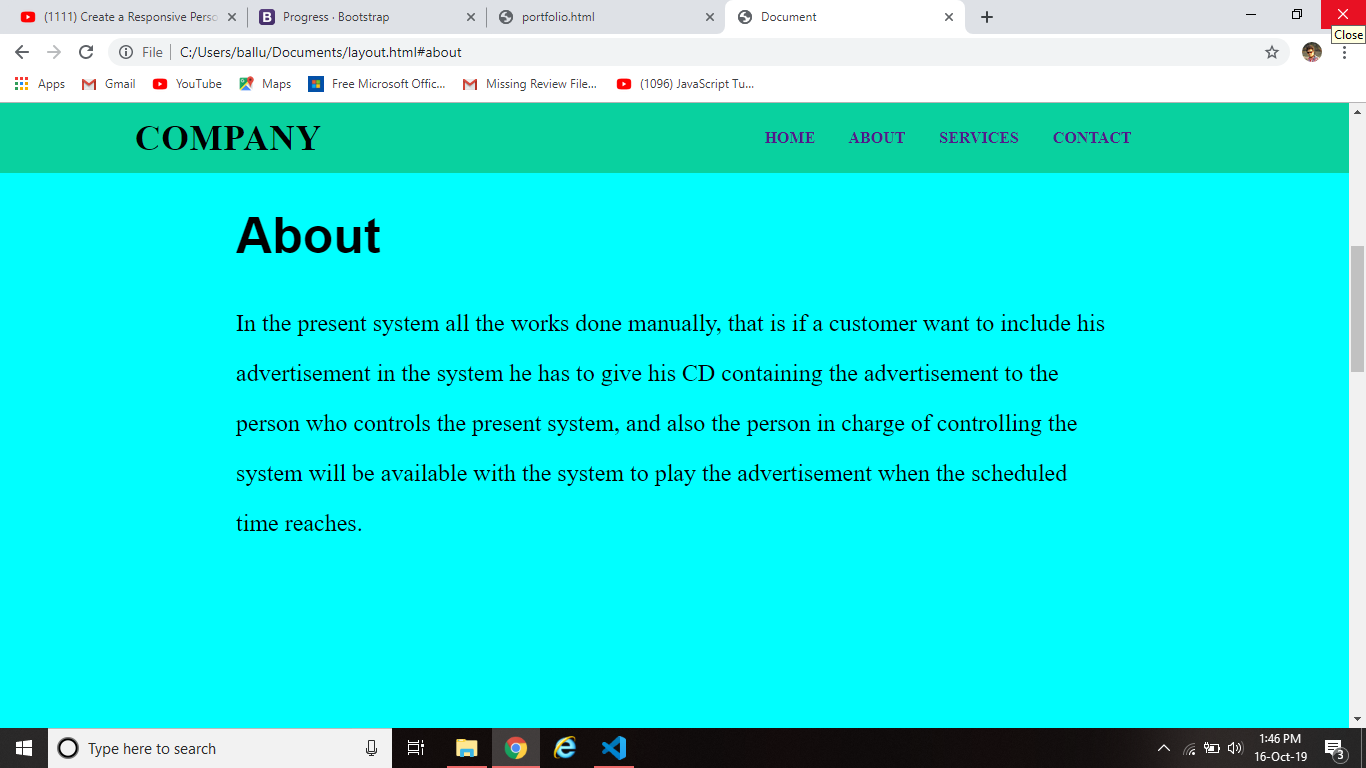 (1111) Create a Responsive Perso
Progress · Bootstrap
portfolio.html
Document
Close
File
C:/Users/ballu/Documents/layout.html#about
Apps
Gmail
YouTube
Maps
Free Microsoft Offic...
Missing Review File...
(1096) JavaScript Tu...
COMPANY
HOME ABOUT SERVICES CONTACT
About
In the present system all the works done manually, that is if a customer want to include his
advertisement in the system he has to give his CD containing the advertisement to the
person who controls the present system, and also the person in charge of controlling the
system will be available with the system to play the advertisement when the scheduled
time reaches.
Type here to search
1:46 PM
16-Oct-19
3